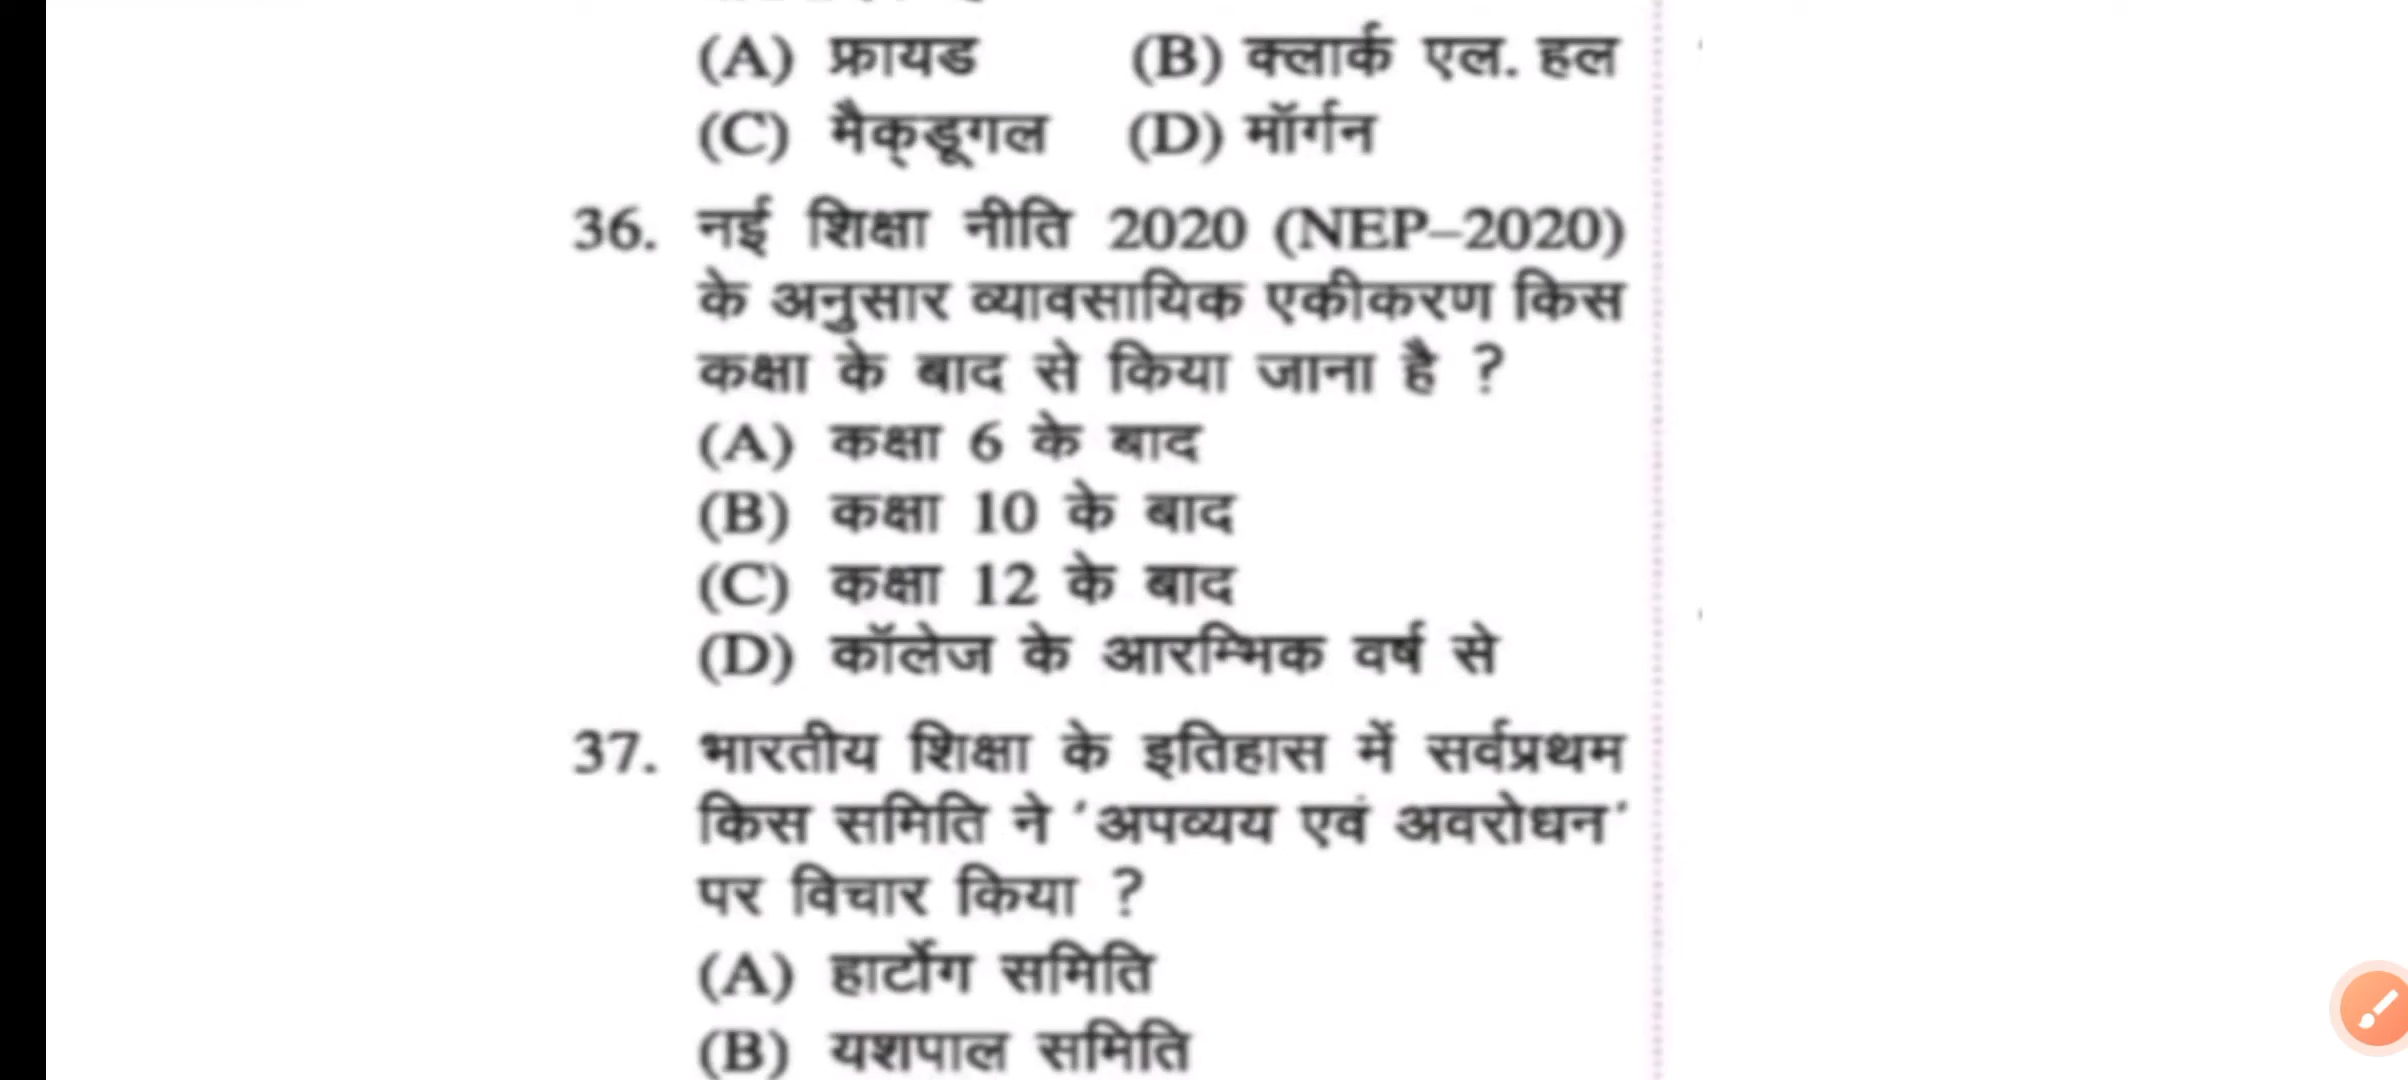 (A) फ्रायड (B) क्लार्क एल. हल
(C) मैक्डूगल (D) मॉर्गन
36. नई शिक्षा नीति 2020 (NEP–2020)
के अनुसार व्यावसायिक एकीकरण किस
कक्षा के बाद से किया जाना है ?
(A) कक्षा 6 के बाद
(B) कक्षा 10 के बाद
(C) कक्षा 12 के बाद
(D) कॉलेज के आरम्भिक वर्ष से
37. भारतीय शिक्षा के इतिहास में सर्वप्रथम
किस समिति ने ‘अपव्यय एवं अवरोधन’
पर विचार किया ?
(A) हार्टोग समिति
(B) यशपाल समिति